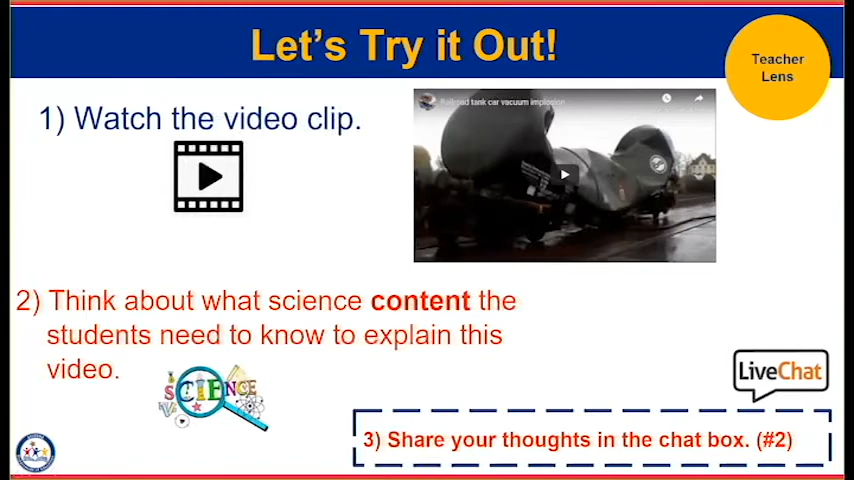 Let's Try it Out!
Teacher
Lens
1) Watch the video clip.
Railroad tank car vacuum implosion
2) Think about what science content the
students need to know to explain this
video.
SCIENCE
LiveChat
3) Share your thoughts in the chat box. (#2)